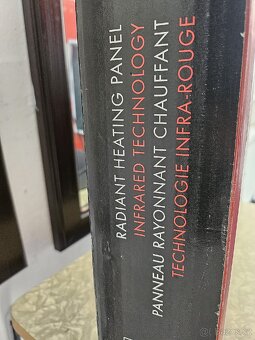 RADIANT HEATING PANEL
INFRARED TECHNOLOGY
PANNEAU RAYONNANT CHAUFFANT
TECHNOLOGIE INFRA-ROUGE